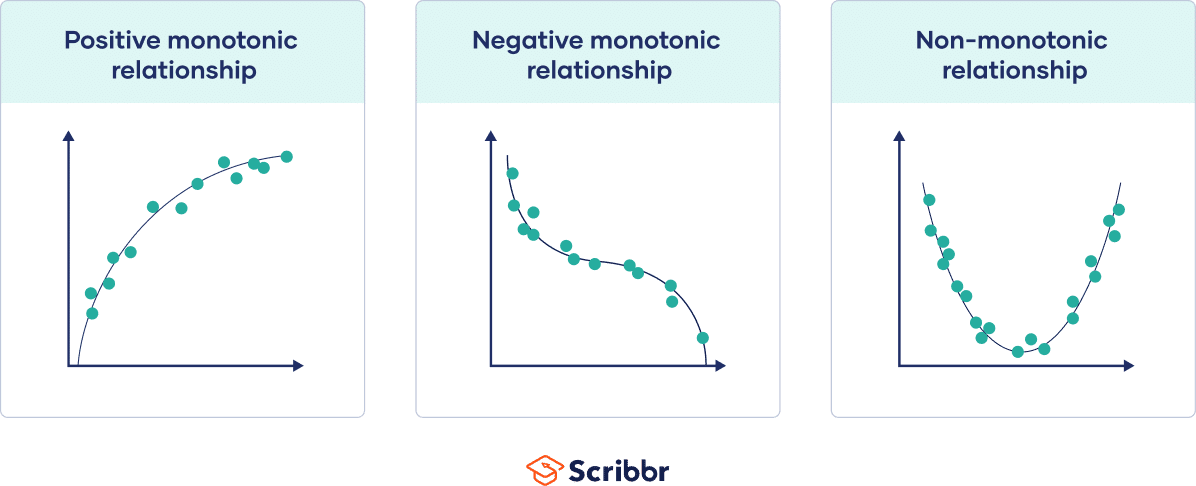 Positive monotonic
relationship
Negative monotonic
relationship
Non-monotonic
relationship
Scribbr